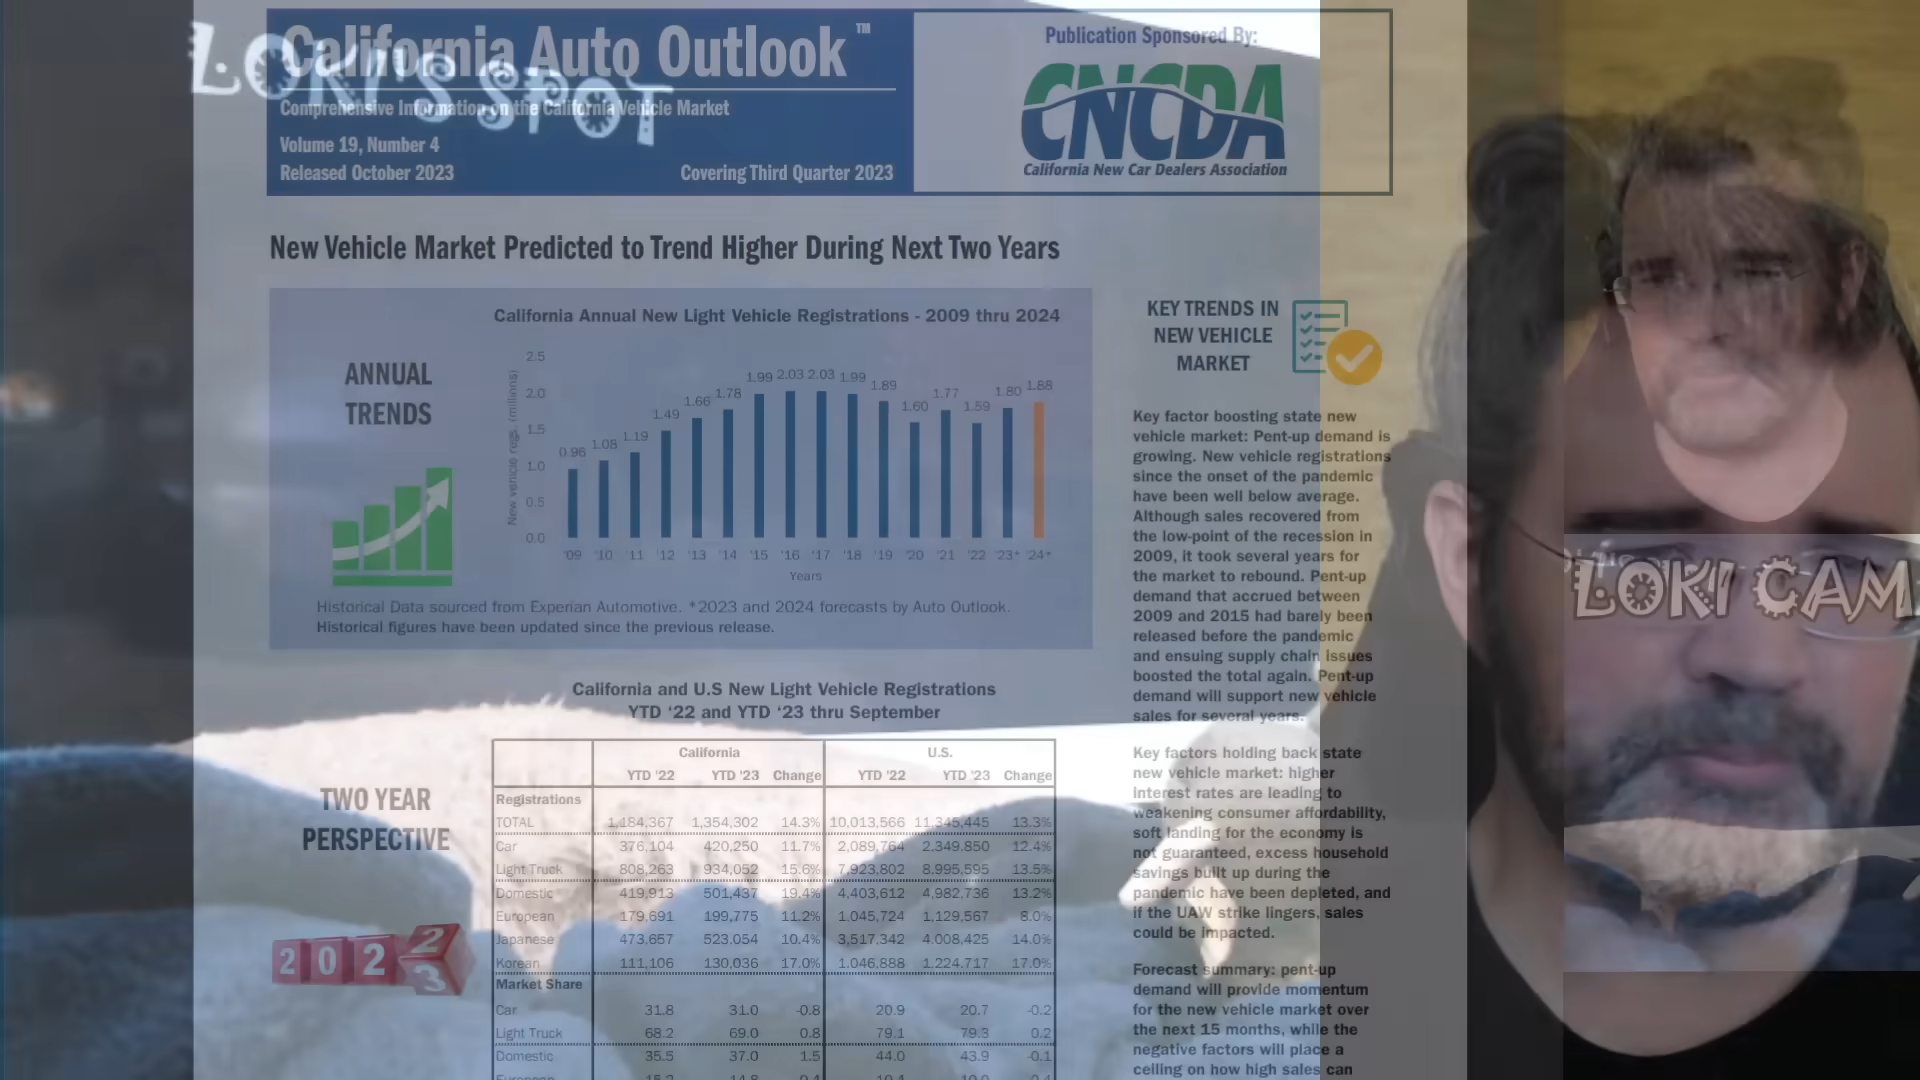 California Auto Outlook™
LOKI'S SPOT
Comprehensive Information on the California Vehicle Market
Volume 19, Number 4
Released October 2023
Covering Third Quarter 2023
Publication Sponsored By:
CNCDA
California New Car Dealers Association
New Vehicle Market Predicted to Trend Higher During Next Two Years
ANNUAL
TRENDS
California Annual New Light Vehicle Registrations - 2009 thru 2024
New vehicle regs. (millions)
2.5
2.0
1.5
1.0
0.5
0.0
0.96 1.08 1.19 1.49 1.66 1.78 1.99 2.03 2.03 1.99 1.89 1.60 1.77 1.59 1.80 1.88
'09 '10 '11 '12 '13 '14 '15 '16 '17 '18 '19 '20 '21 '22 '23* '24*
Years
Historical Data sourced from Experian Automotive. *2023 and 2024 forecasts by Auto Outlook.
Historical figures have been updated since the previous release.
California and U.S New Light Vehicle Registrations
YTD '22 and YTD '23 thru September
TWO YEAR
PERSPECTIVE
2 0 2 2
3
California U.S.
YTD '22 YTD '23 Change YTD '22 YTD '23 Change
Registrations
TOTAL 1,184,367 1,354,302 14.3% 10,013,566 11,345,445 13.3%
Car 376,104 420,250 11.7% 2,089,764 2,349,850 12.4%
Light Truck 808,263 934,052 15.6% 7,923,802 8,995,595 13.5%
Domestic 419,913 501,437 19.4% 4,403,612 4,982,736 13.2%
European 179,691 199,775 11.2% 1,045,724 1,129,567 8.0%
Japanese 473,657 523,054 10.4% 3,517,342 4,008,425 14.0%
Korean 111,106 130,036 17.0% 1,046,888 1,224,717 17.0%
Market Share
Car 31.8 31.0 -0.8 20.9 20.7 -0.2
Light Truck 68.2 69.0 0.8 79.1 79.3 0.2
Domestic 35.5 37.0 1.5 44.0 43.9 -0.1
KEY TRENDS IN
NEW VEHICLE
MARKET
Key factor boosting state new
vehicle market: Pent-up demand is
growing. New vehicle registrations
since the onset of the pandemic
have been well below average.
Although sales recovered from
the low-point of the recession in
2009, it took several years for
the market to rebound. Pent-up
demand that accrued between
2009 and 2015 had barely been
released before the pandemic
and ensuing supply chain issues
boosted the total again. Pent-up
demand will support new vehicle
sales for several years.
Key factors holding back state
new vehicle market: higher
interest rates are leading to
weakening consumer affordability,
soft landing for the economy is
not guaranteed, excess household
savings built up during the
pandemic have been depleted, and
if the UAW strike lingers, sales
could be impacted.
Forecast summary: pent-up
demand will provide momentum
for the new vehicle market over
the next 15 months, while the
negative factors will place a
ceiling on how high sales can
LOKI CAM